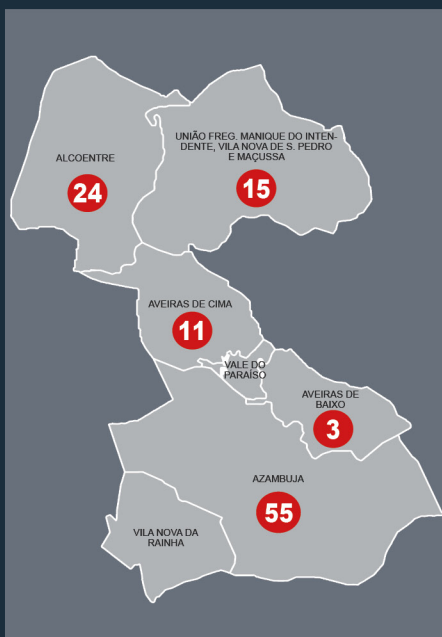 UNIÃO FREG. MANIQUE DO INTEN-
DENTE, VILA NOVA DE S. PEDRO
E MAÇUSSA
ALCOENTRE
24
15
AVEIRAS DE CIMA
11
VALE DO
PARAÍSO
AVEIRAS DE
BAIXO
3
AZAMBUJA
55
VILA NOVA DA
RAINHA